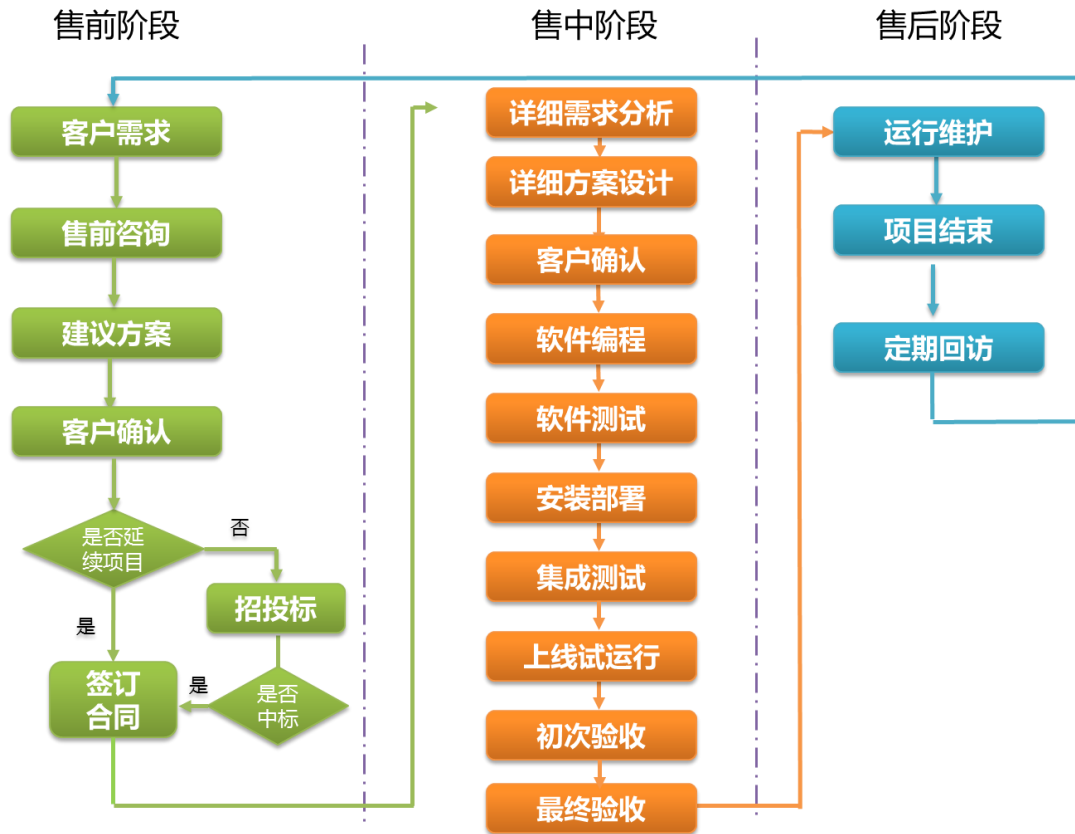 售前阶段
售中阶段
售后阶段
客户需求
售前咨询
建议方案
客户确认
是否延
续项目
否
是
招投标
是否
中标
是
签订
合同
详细需求分析
详细方案设计
客户确认
软件编程
软件测试
安装部署
集成测试
上线试运行
初次验收
最终验收
运行维护
项目结束
定期回访